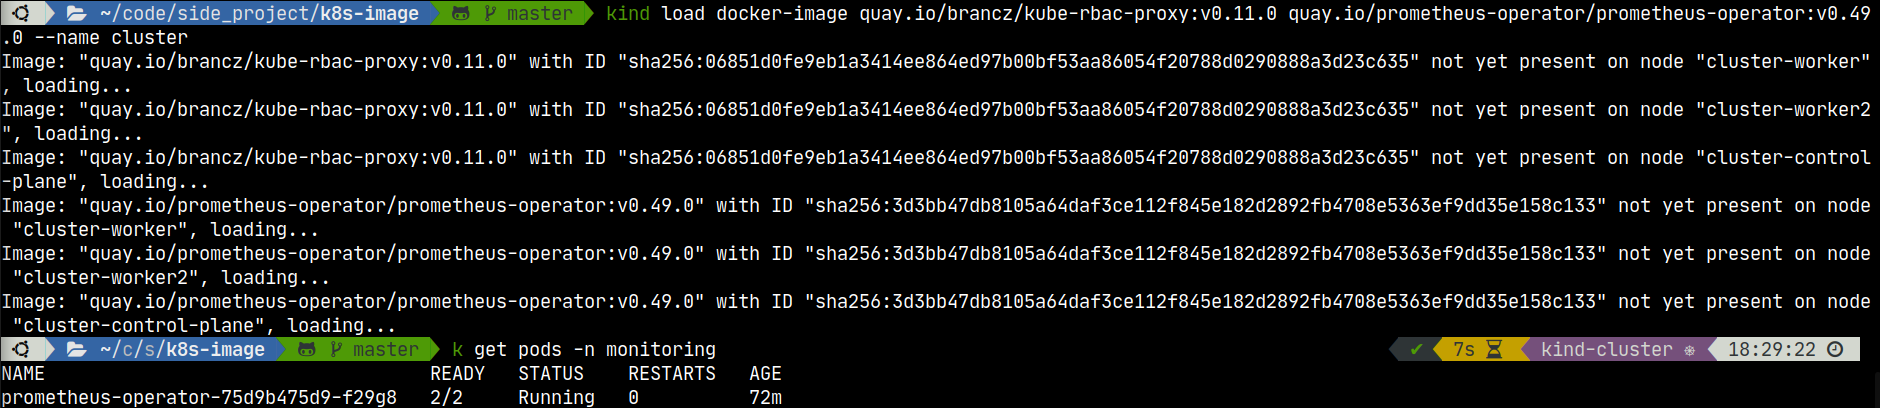 ~/code/side_project/k8s-image master kind load docker-image quay.io/brancz/kube-rbac-proxy:v0.11.0 quay.io/prometheus-operator/prometheus-operator:v0.49
.0 --name cluster
Image: "quay.io/brancz/kube-rbac-proxy:v0.11.0" with ID "sha256:06851d0fe9eb1a3414ee864ed97b00bf53aa86054f20788d0290888a3d23c635" not yet present on node "cluster-worker"
, loading...
Image: "quay.io/brancz/kube-rbac-proxy:v0.11.0" with ID "sha256:06851d0fe9eb1a3414ee864ed97b00bf53aa86054f20788d0290888a3d23c635" not yet present on node "cluster-worker2
", loading...
Image: "quay.io/brancz/kube-rbac-proxy:v0.11.0" with ID "sha256:06851d0fe9eb1a3414ee864ed97b00bf53aa86054f20788d0290888a3d23c635" not yet present on node "cluster-control
-plane", loading...
Image: "quay.io/prometheus-operator/prometheus-operator:v0.49.0" with ID "sha256:3d3bb47db8105a64daf3ce112f845e182d2892fb4708e5363ef9dd35e158c133" not yet present on node
"cluster-worker", loading...
Image: "quay.io/prometheus-operator/prometheus-operator:v0.49.0" with ID "sha256:3d3bb47db8105a64daf3ce112f845e182d2892fb4708e5363ef9dd35e158c133" not yet present on node
"cluster-worker2", loading...
Image: "quay.io/prometheus-operator/prometheus-operator:v0.49.0" with ID "sha256:3d3bb47db8105a64daf3ce112f845e182d2892fb4708e5363ef9dd35e158c133" not yet present on node
"cluster-control-plane", loading...
~/c/s/k8s-image master k get pods -n monitoring ✔ 7s kind-cluster ⎈ 18:29:22
NAME READY STATUS RESTARTS AGE
prometheus-operator-75d9b475d9-f29g8 2/2 Running 0 72m